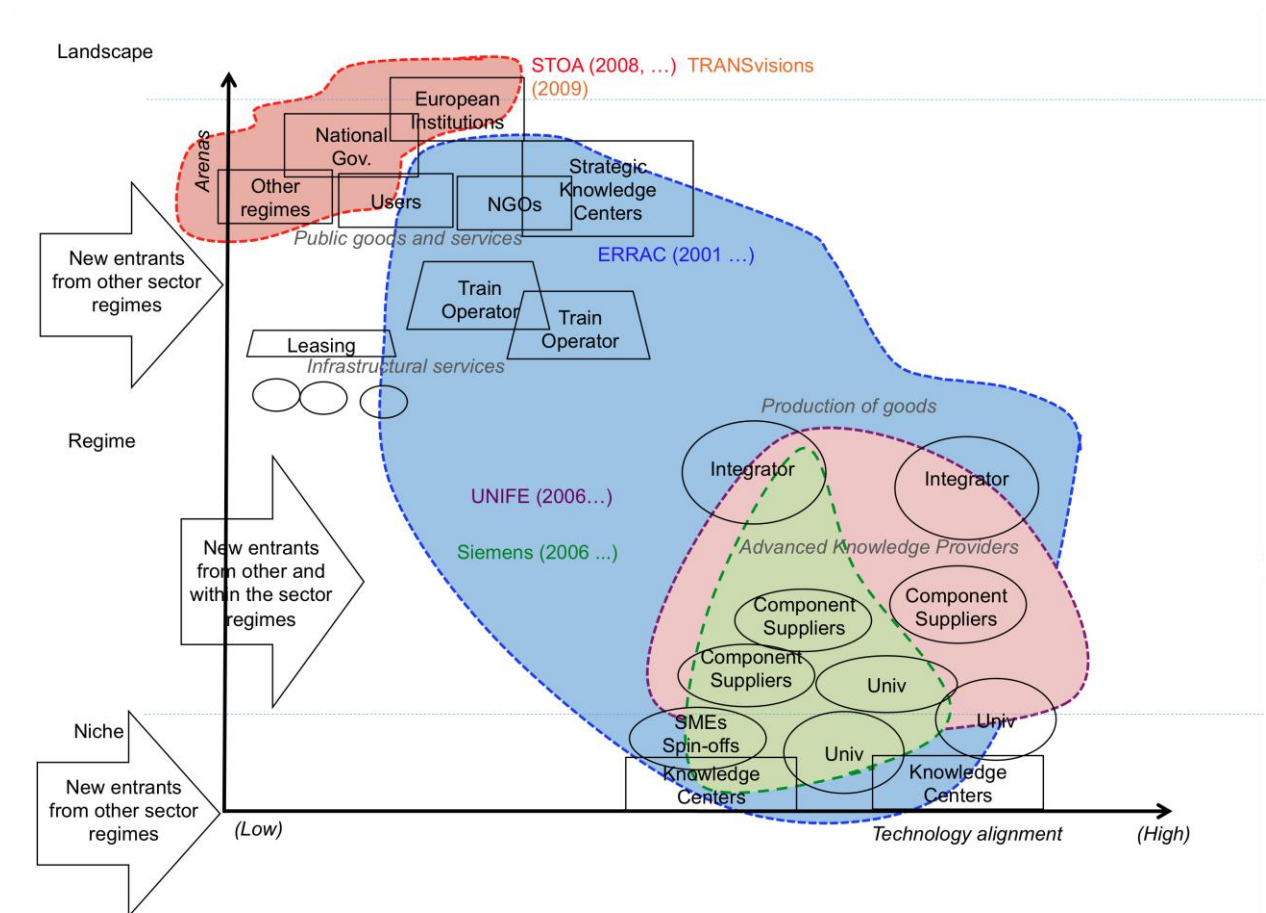 Landscape
STOA (2008, …) TRANSvisions
(2009)
European
Institutions
Arenas
National
Gov.
Strategic
Knowledge
Centers
Other
regimes
Users
NGOs
Public goods and services
ERRAC (2001 …)
New entrants
from other sector
regimes
Train
Operator
Train
Operator
Leasing
Infrastructural services
Production of goods
Regime
Integrator
Integrator
UNIFE (2006…)
Siemens (2006 ...)
Advanced Knowledge Providers
New entrants
from other and
within the sector
regimes
Component
Suppliers
Component
Suppliers
Component
Suppliers
Univ
Niche
SMEs
Spin-offs
Univ
Univ
Knowledge
Centers
Knowledge
Centers
New entrants
from other sector
regimes
(Low)
Technology alignment
(High)